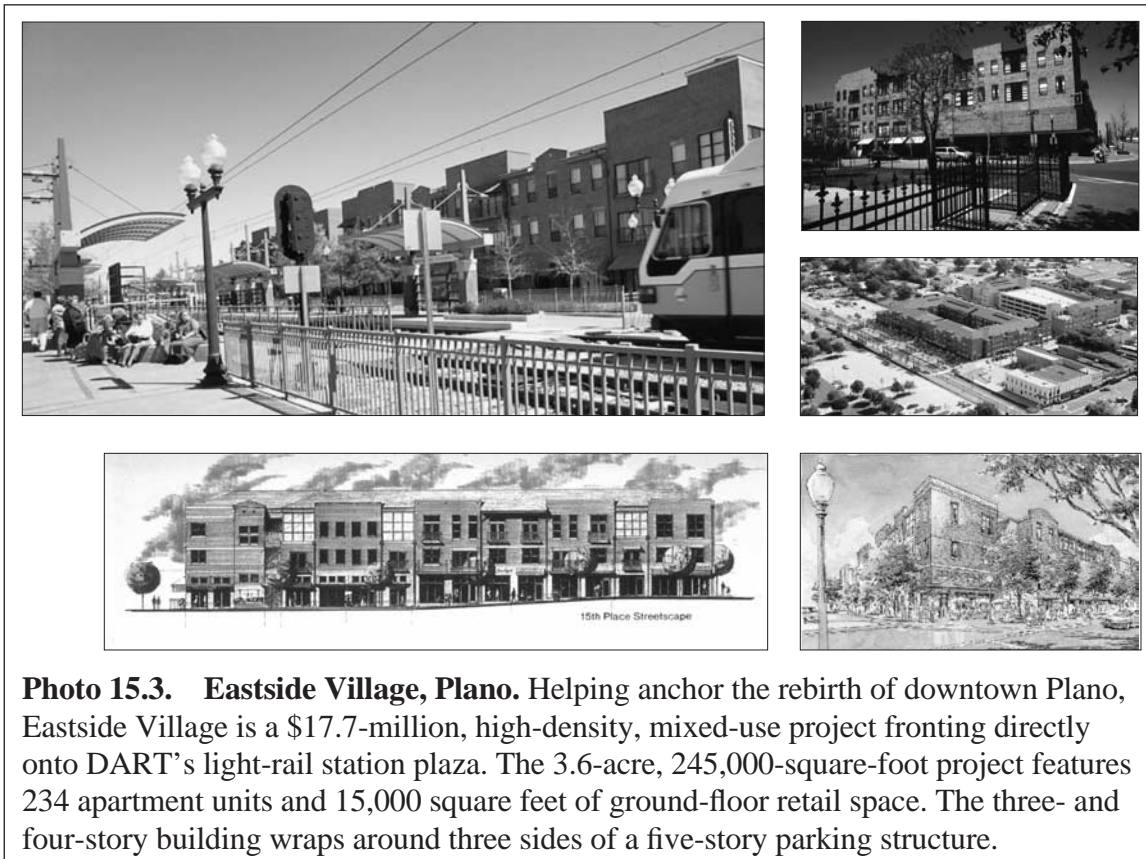 15th Place Streetscape
Photo 15.3. Eastside Village, Plano. Helping anchor the rebirth of downtown Plano,
Eastside Village is a $17.7-million, high-density, mixed-use project fronting directly
onto DART’s light-rail station plaza. The 3.6-acre, 245,000-square-foot project features
234 apartment units and 15,000 square feet of ground-floor retail space. The three- and
four-story building wraps around three sides of a five-story parking structure.